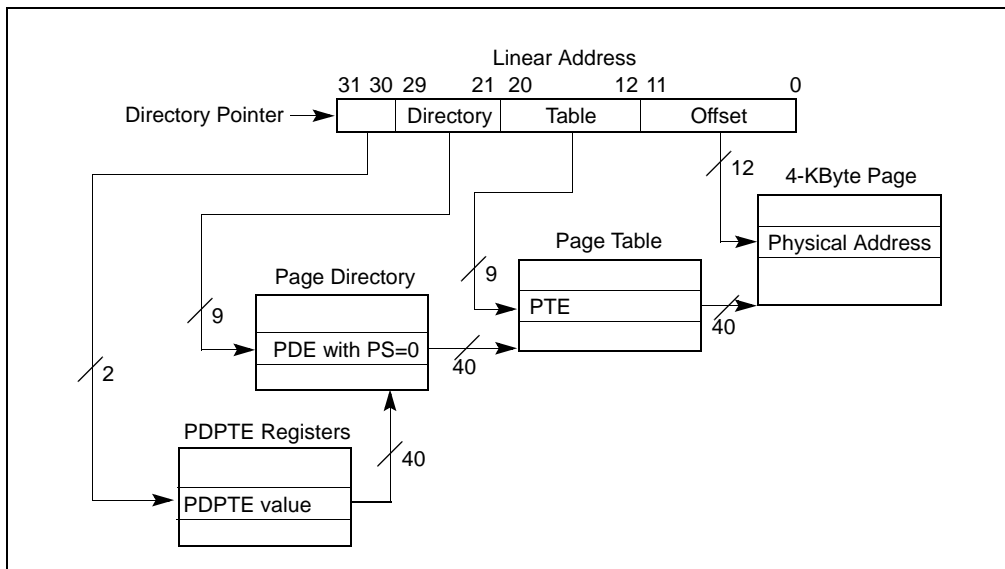 Linear Address
31 30 29 21 20 12 11 0
Directory Pointer Directory Table Offset
12
4-KByte Page
Physical Address
Page Table
9
PTE
40
Page Directory
9
PDE with PS=0
40
2
PDPTE Registers
40
PDPTE value